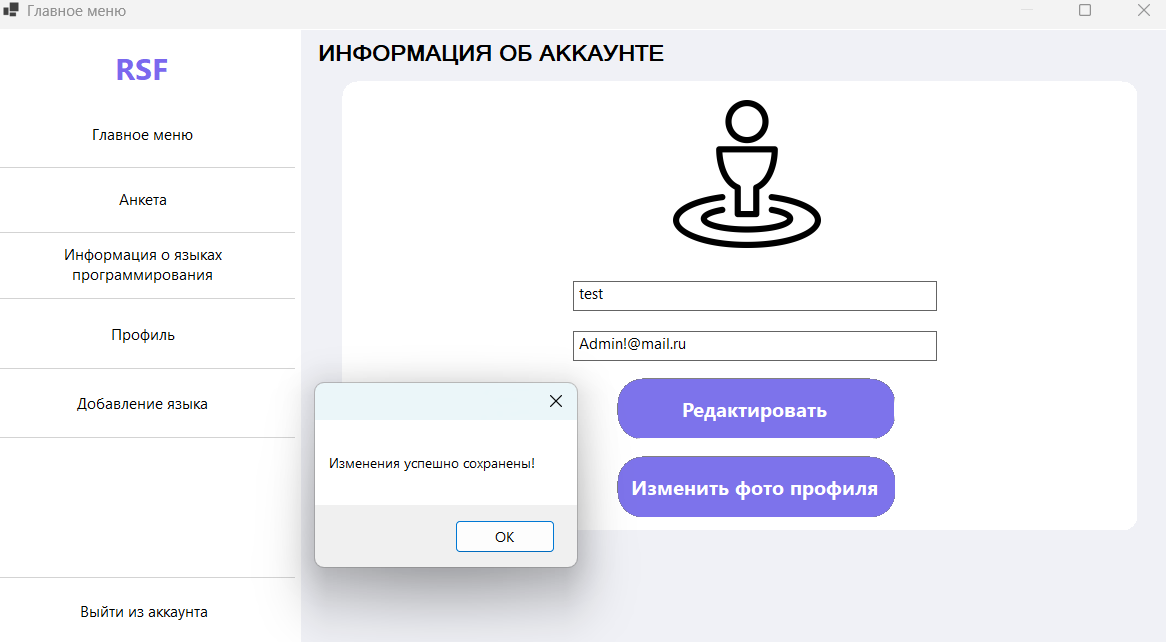 Главное меню
RSF
Главное меню
Анкета
Информация о языках
программирования
Профиль
Добавление языка
Выйти из аккаунта
ИНФОРМАЦИЯ ОБ АККАУНТЕ
test
Admin!@mail.ru
Редактировать
Изменить фото профиля
Изменения успешно сохранены!
OK